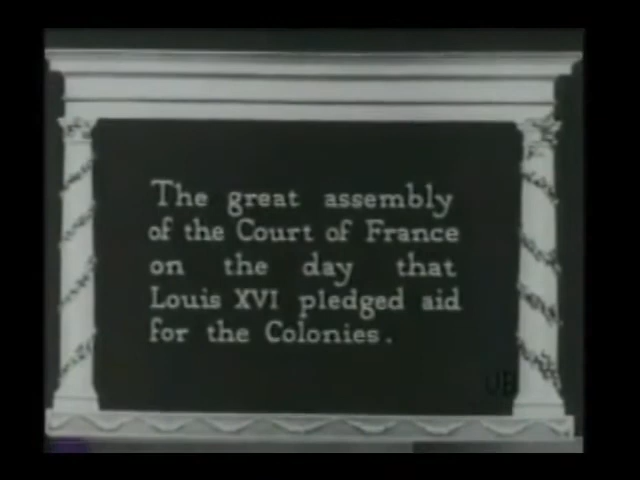 The great assembly
of the Court of France
on the day that
Louis XVI pledged aid
for the Colonies.